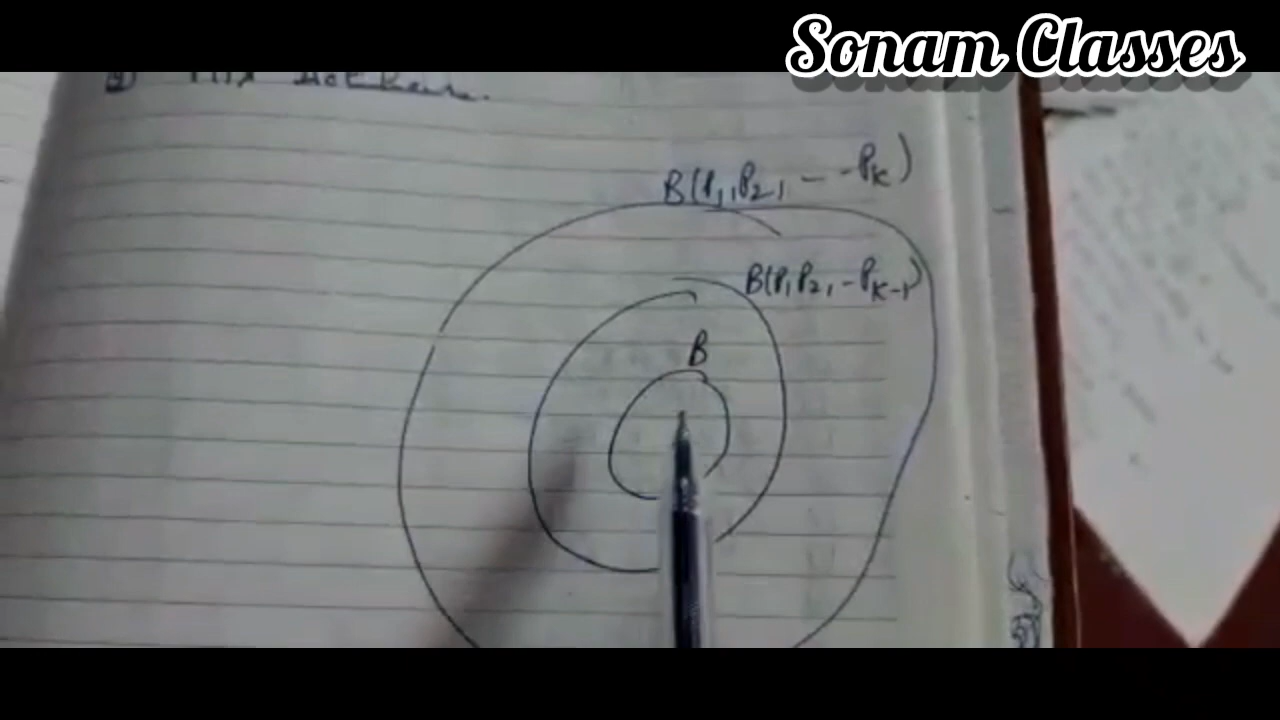 Sonam Classes
B(P1, P2, - - PK)
B(P1 P2, - PK-1)
B